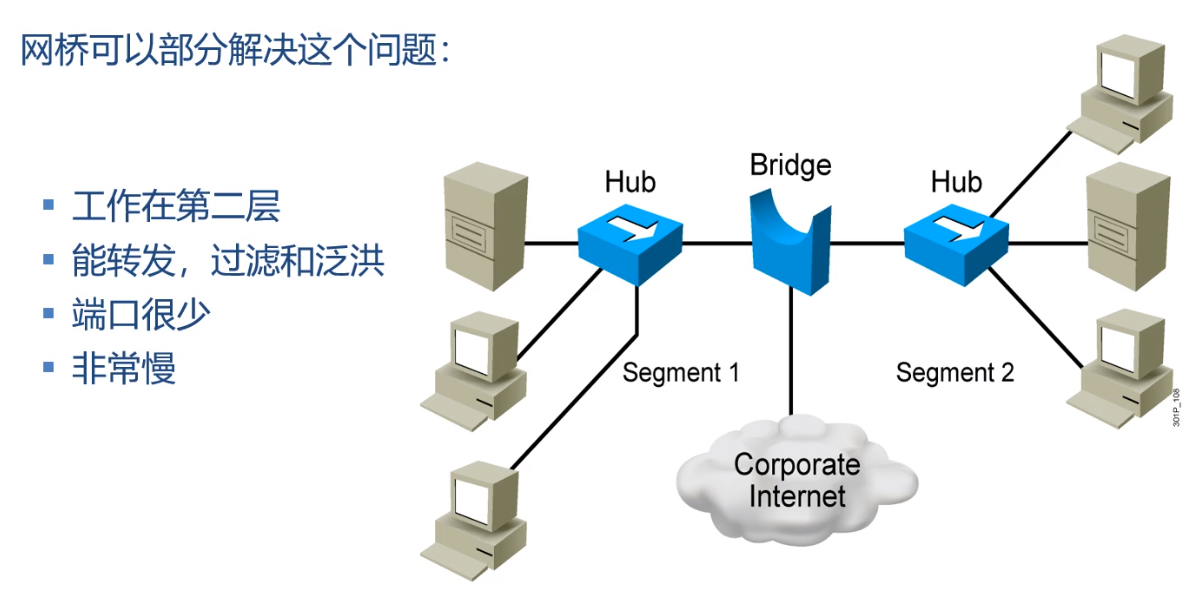 网桥可以部分解决这个问题：
▪ 工作在第二层
▪ 能转发，过滤和泛洪
▪ 端口很少
▪ 非常慢
Hub
Bridge
Hub
Segment 1
Segment 2
Corporate
Internet
301P_108